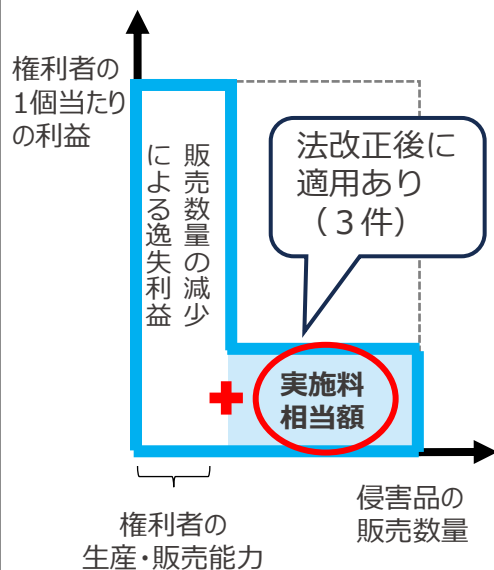 権利者の
1個当たり
の利益
販売数量の減少
による逸失利益
法改正後に
適用あり
（３件）
+
実施料
相当額
侵害品の
販売数量
権利者の
生産・販売能力